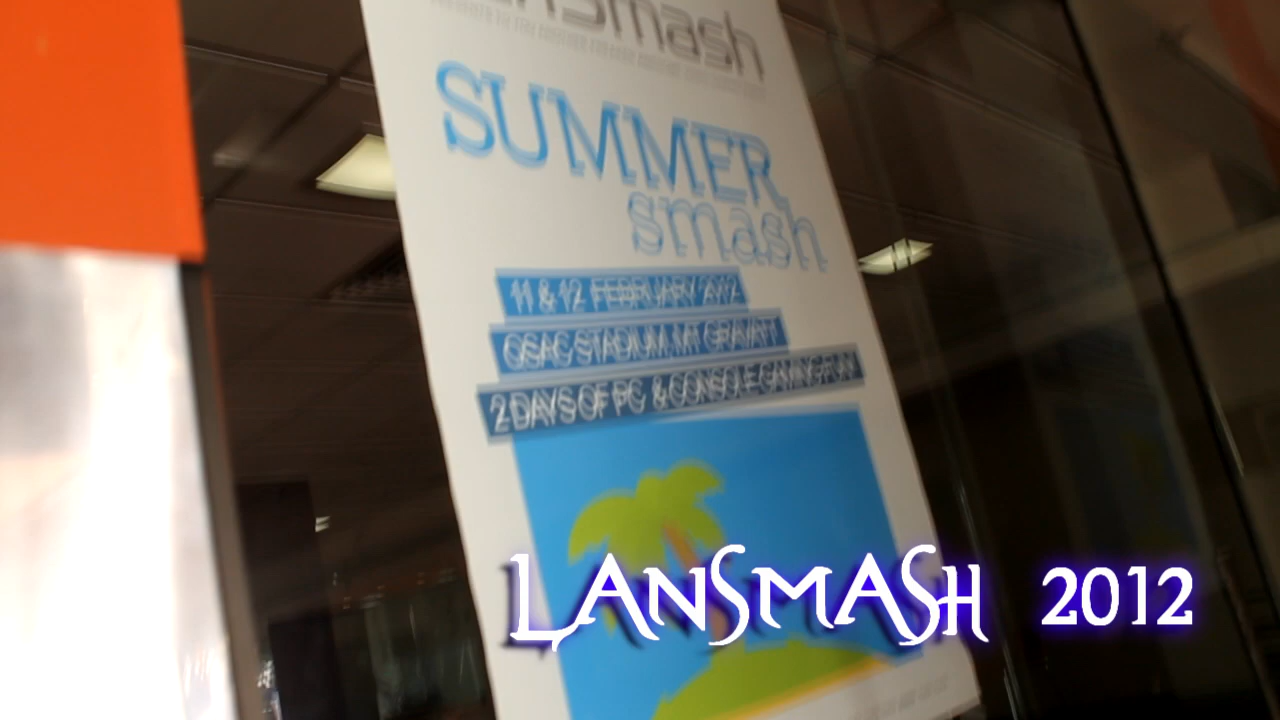 LanSmash
SUMMER
smash
11 & 12 FEBRUARY 2012
QSAC STADIUM, MT GRAVATT
2 DAYS OF PC & CONSOLE GAMING FUN
LANSMASH 2012